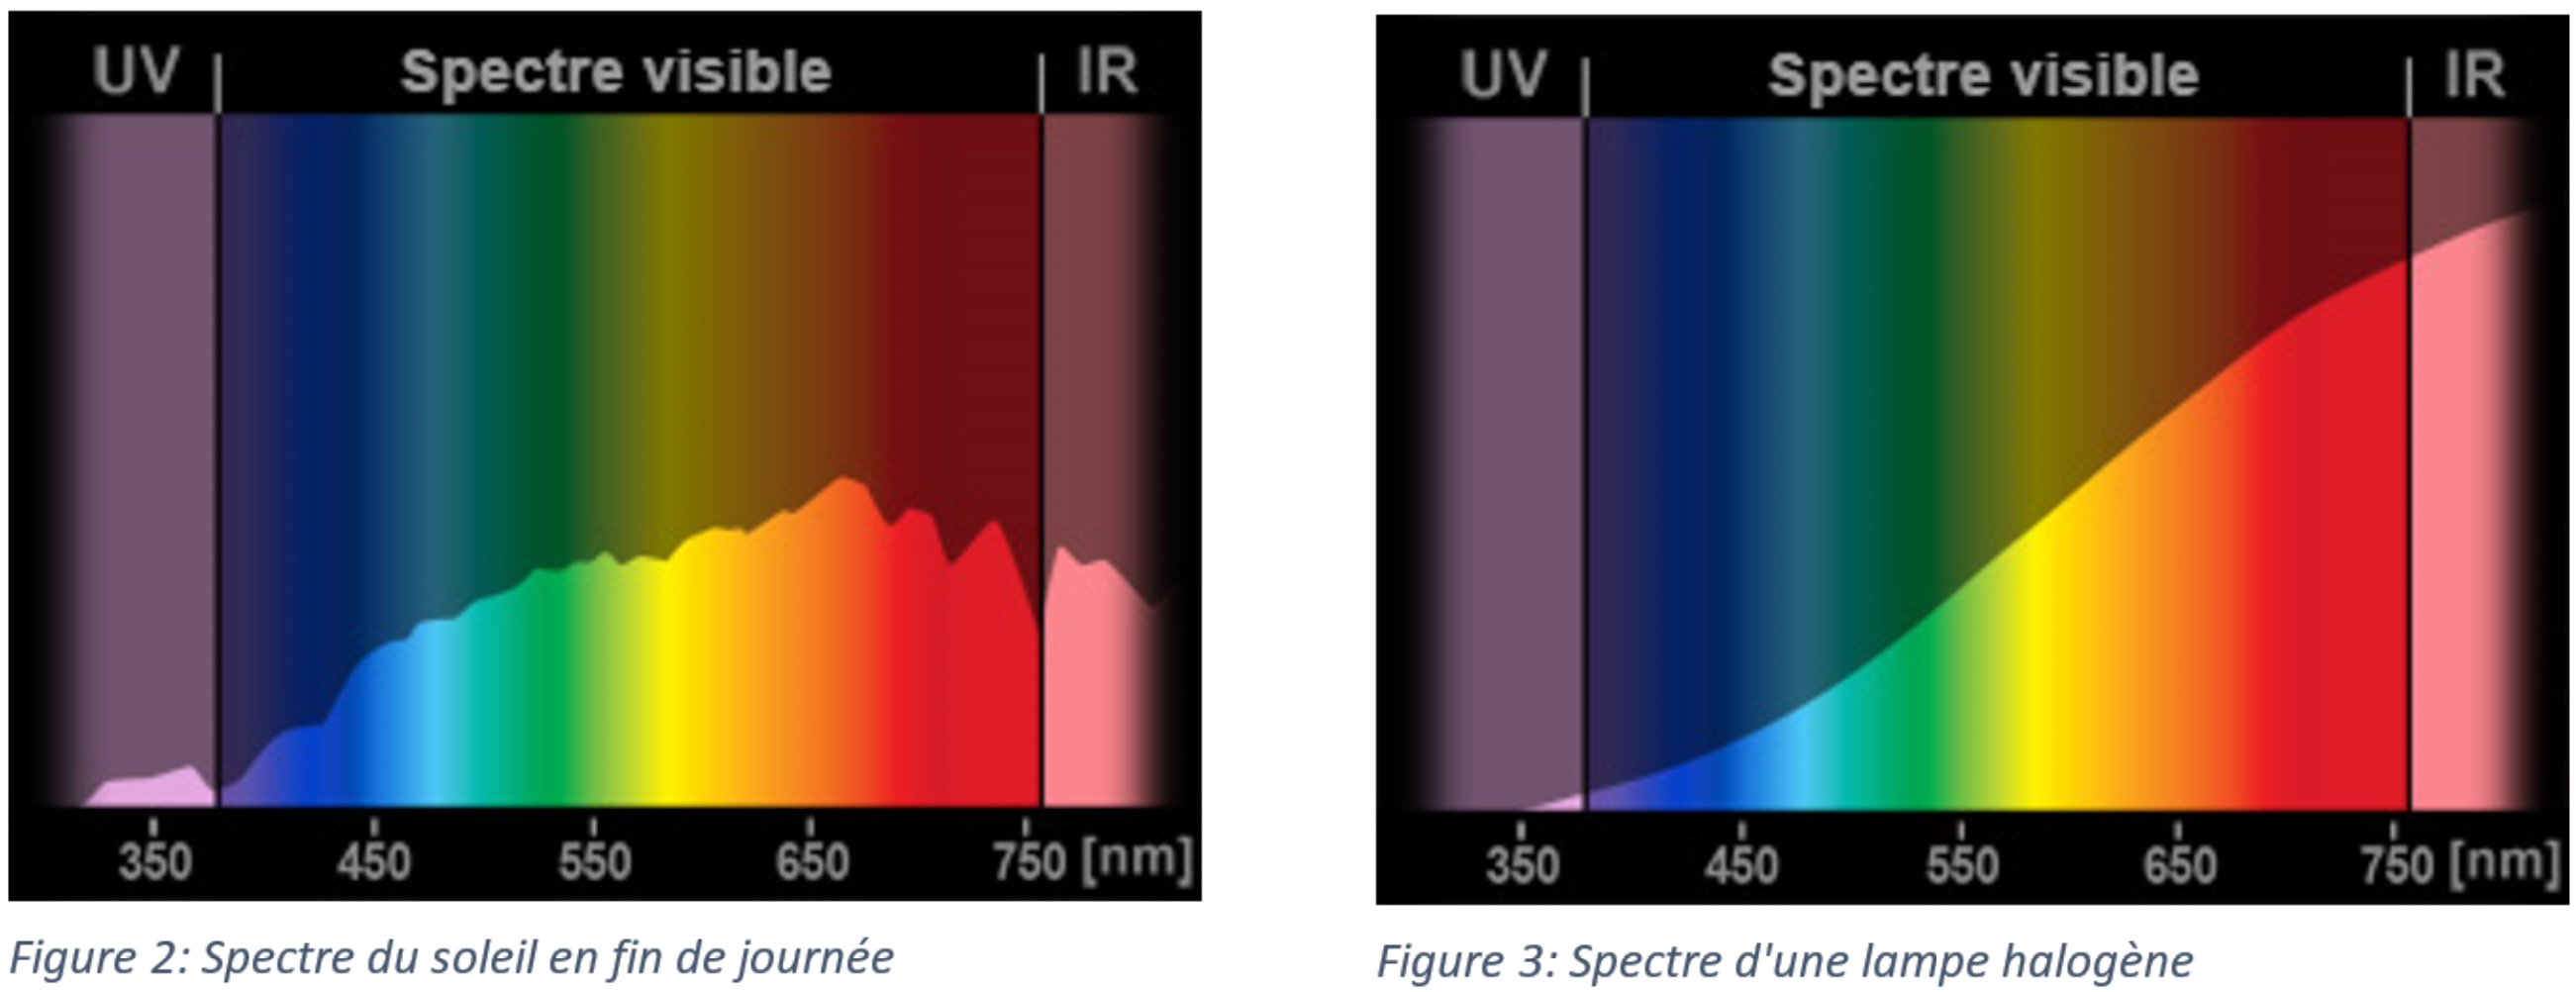 UV Spectre visible IR
350 450 550 650 750 [nm]
Figure 2: Spectre du soleil en fin de journée
UV Spectre visible IR
350 450 550 650 750 [nm]
Figure 3: Spectre d'une lampe halogène